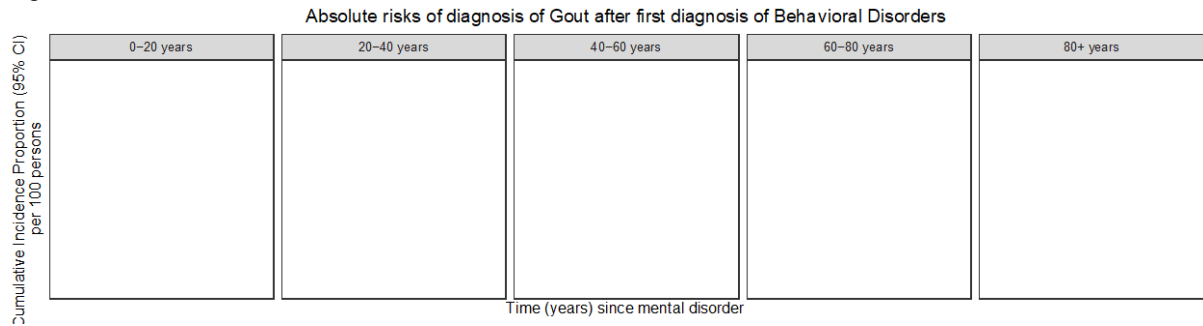 Absolute risks of diagnosis of Gout after first diagnosis of Behavioral Disorders
0−20 years
20−40 years
40−60 years
60−80 years
80+ years
Cumulative Incidence Proportion (95% CI)
per 100 persons
Time (years) since mental disorder